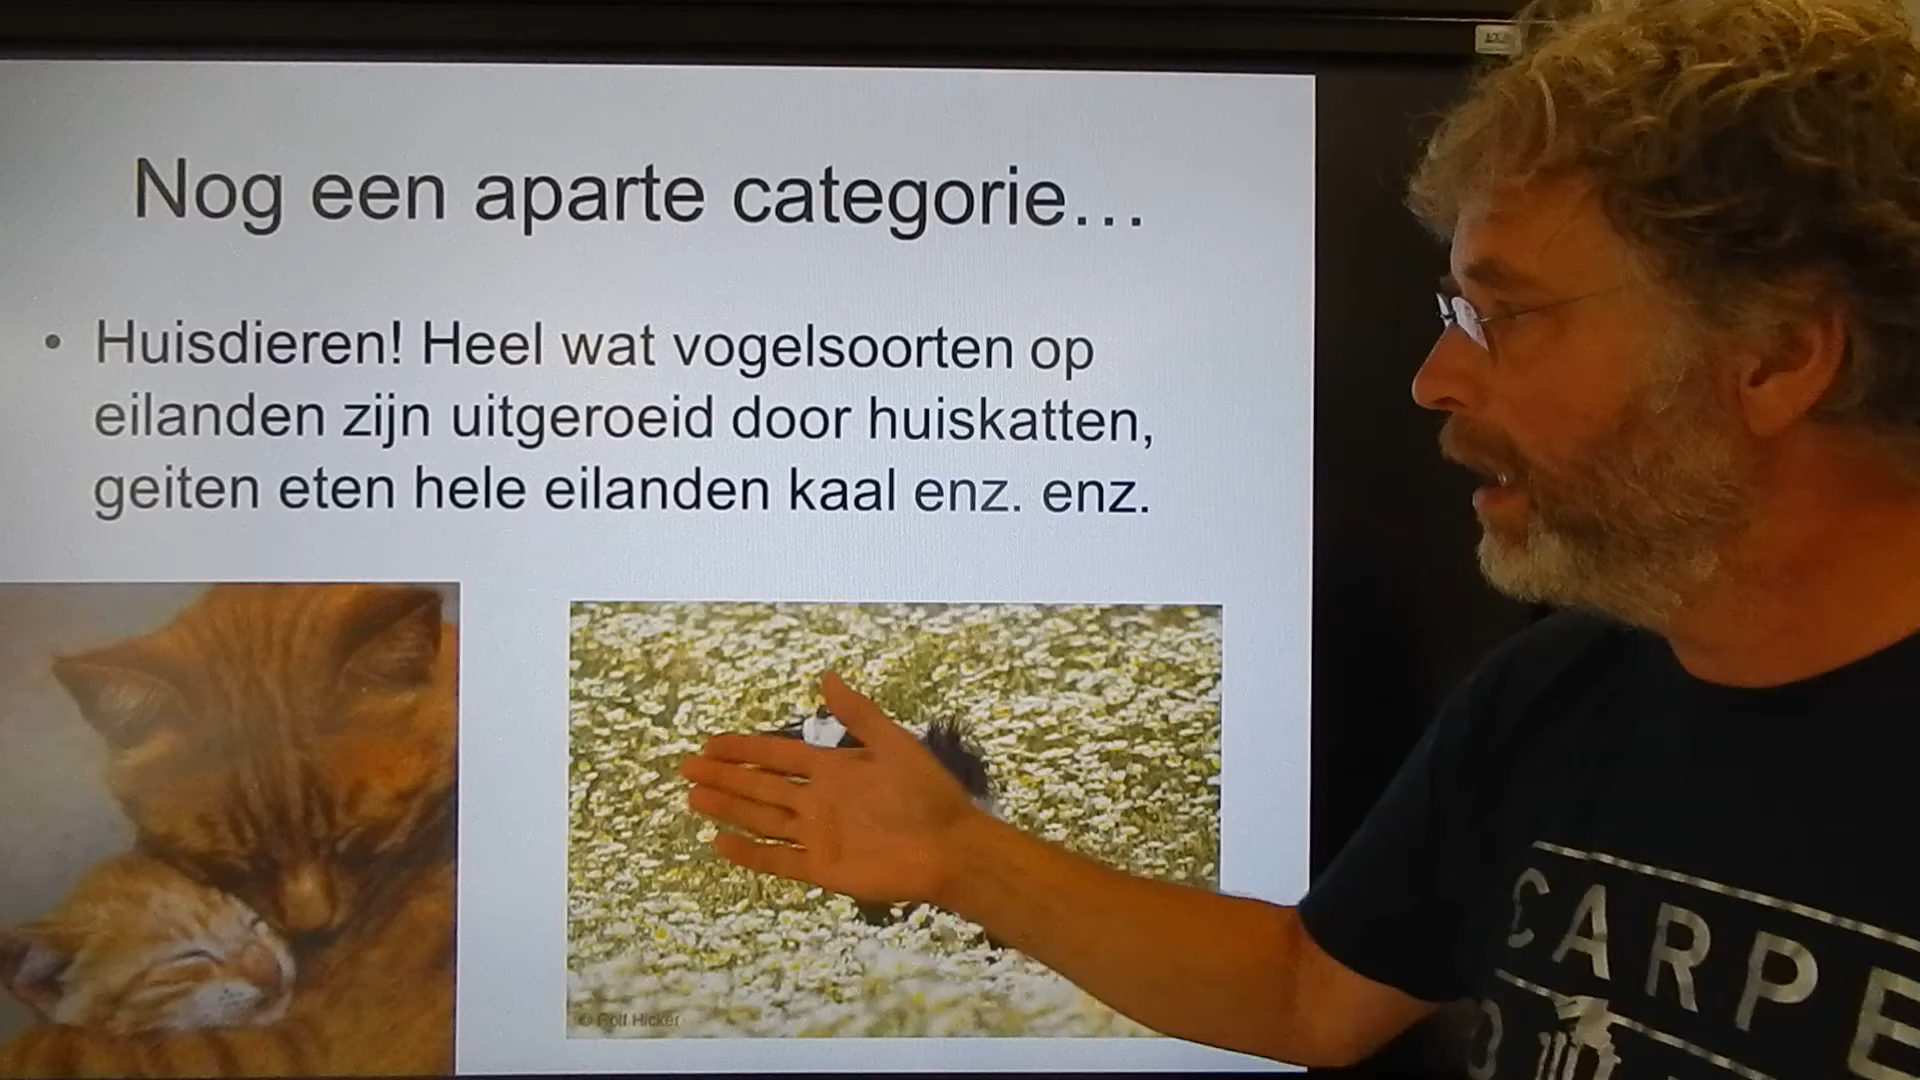 Nog een aparte categorie...
• Huisdieren! Heel wat vogelsoorten op
eilanden zijn uitgeroeid door huiskatten,
geiten eten hele eilanden kaal enz. enz.
© Rolf Hicker
CARPE